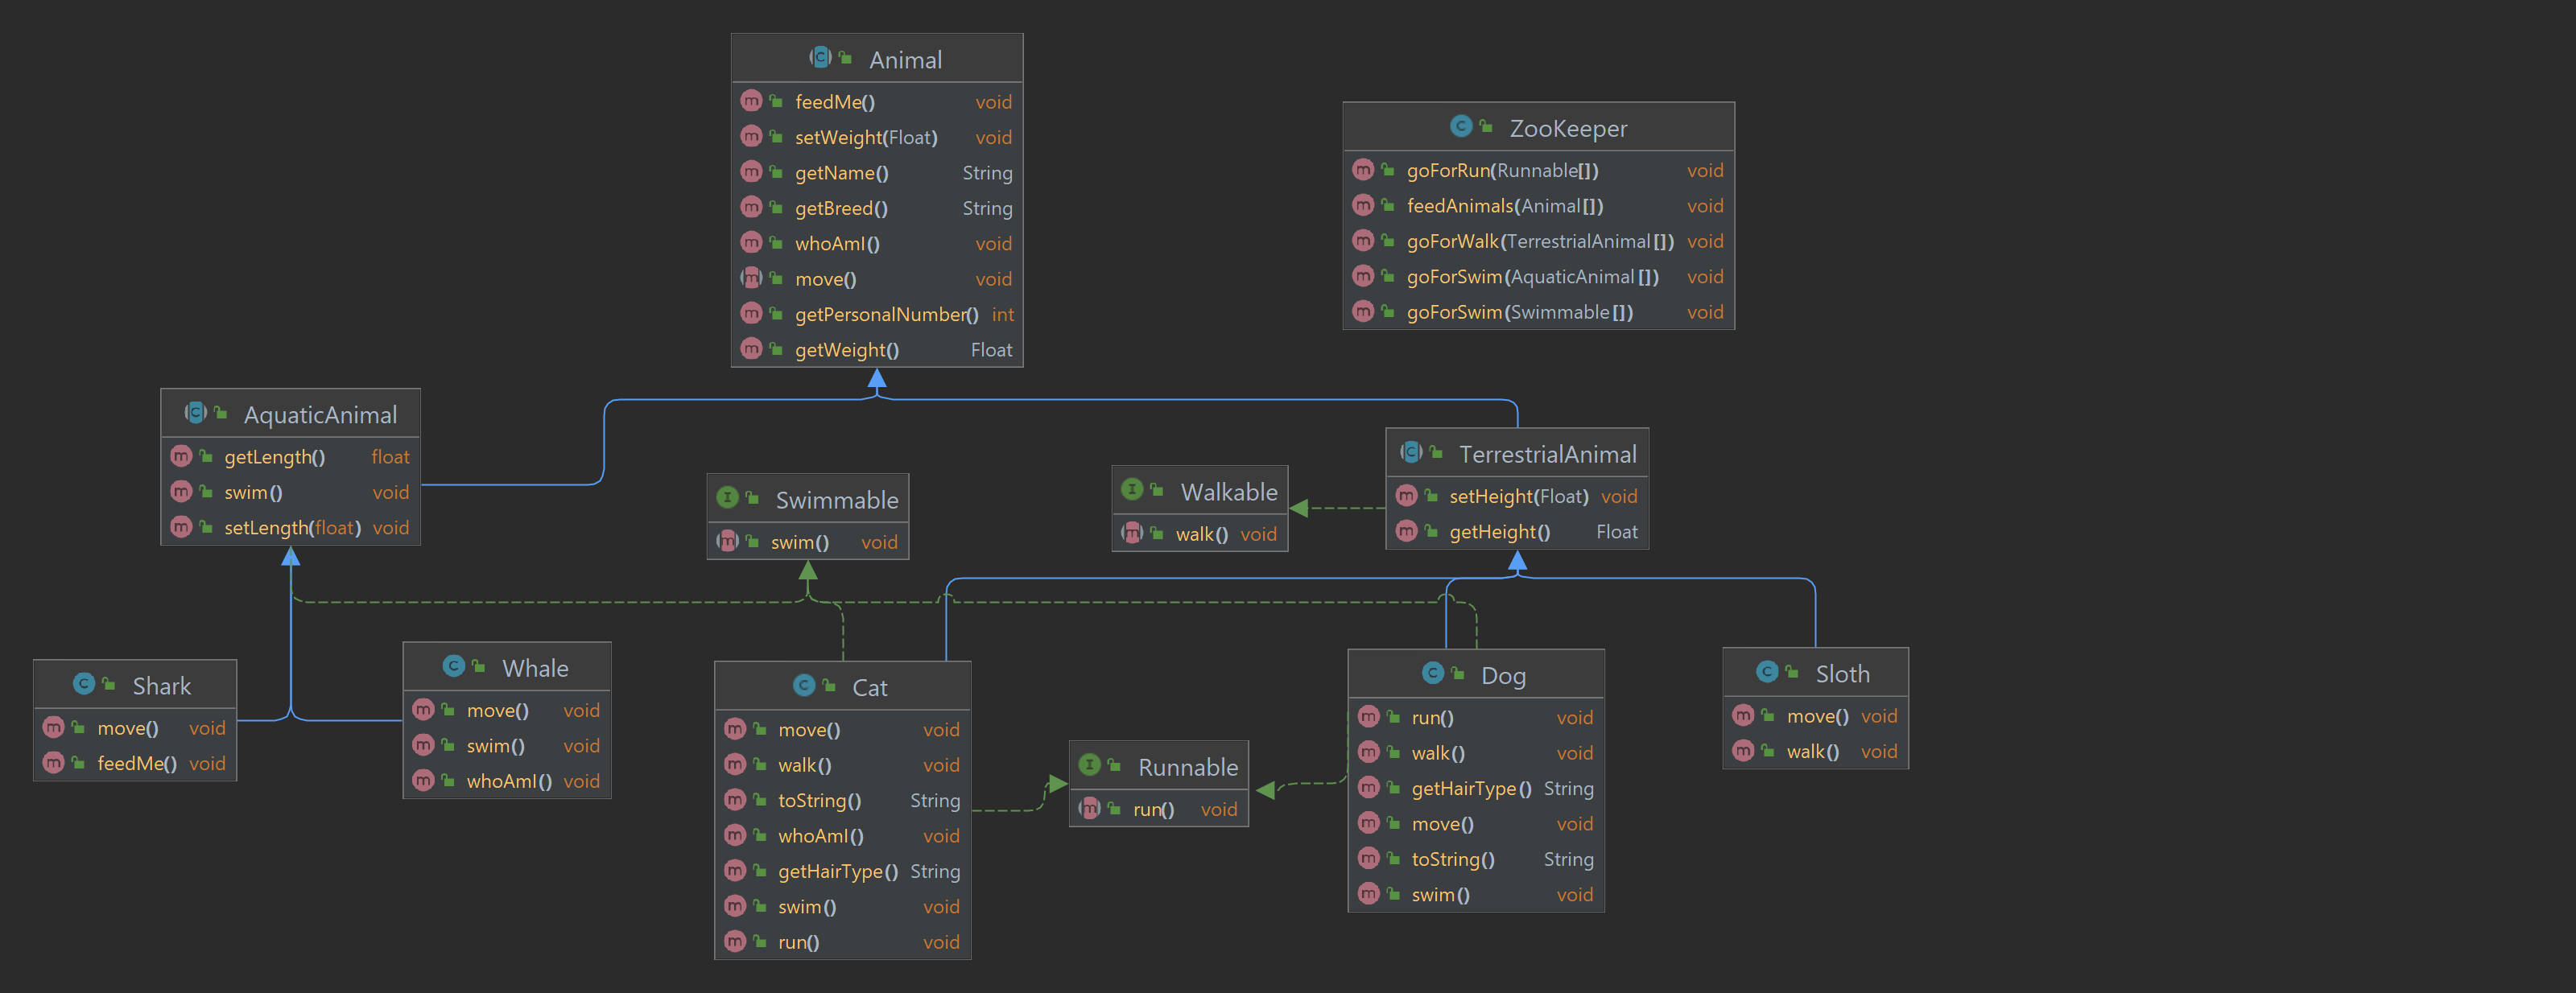 Animal
feedMe() void
setWeight(Float) void
getName() String
getBreed() String
whoAmI() void
move() void
getPersonalNumber() int
getWeight() Float
ZooKeeper
goForRun(Runnable[]) void
feedAnimals(Animal[]) void
goForWalk(TerrestrialAnimal[]) void
goForSwim(AquaticAnimal[]) void
goForSwim(Swimmable[]) void
AquaticAnimal
getLength() float
swim() void
setLength(float) void
Swimmable
swim() void
Walkable
walk() void
TerrestrialAnimal
setHeight(Float) void
getHeight() Float
Shark
move() void
feedMe() void
Whale
move() void
swim() void
whoAmI() void
Cat
move() void
walk() void
toString() String
whoAmI() void
getHairType() String
swim() void
run() void
Runnable
run() void
Dog
run() void
walk() void
getHairType() String
move() void
toString() String
swim() void
Sloth
move() void
walk() void